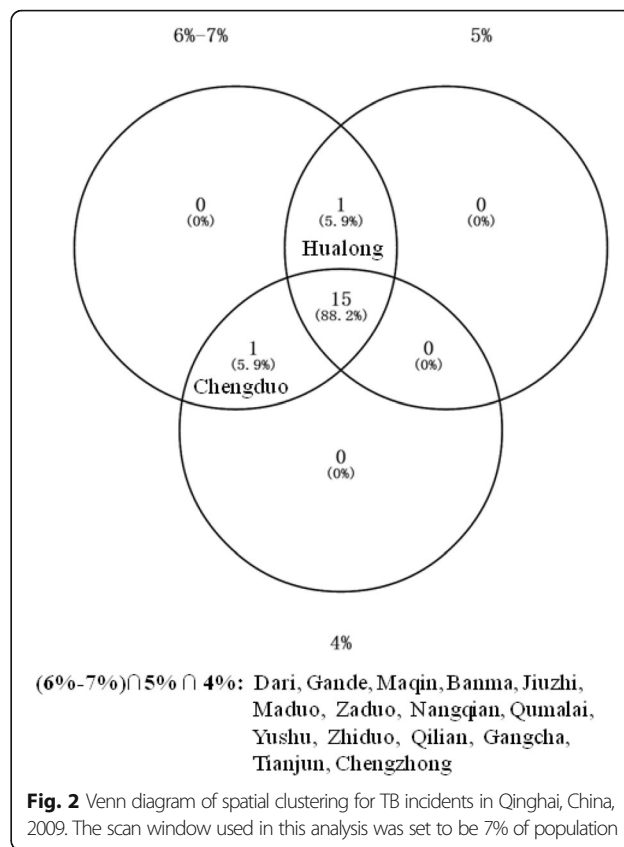 6%-7% 5%
0 1 0
(0%) (5.9%) (0%)
Hualong
15
(88.2%)
1 0
(5.9%) (0%)
Chengduo
0
(0%)
4%
(6%-7%)∩5% ∩ 4%: Dari, Gande, Maqin, Banma, Jiuzhi,
Maduo, Zaduo, Nangqian, Qumalai,
Yushu, Zhiduo, Qilian, Gangcha,
Tianjun, Chengzhong
Fig. 2 Venn diagram of spatial clustering for TB incidents in Qinghai, China,
2009. The scan window used in this analysis was set to be 7% of population